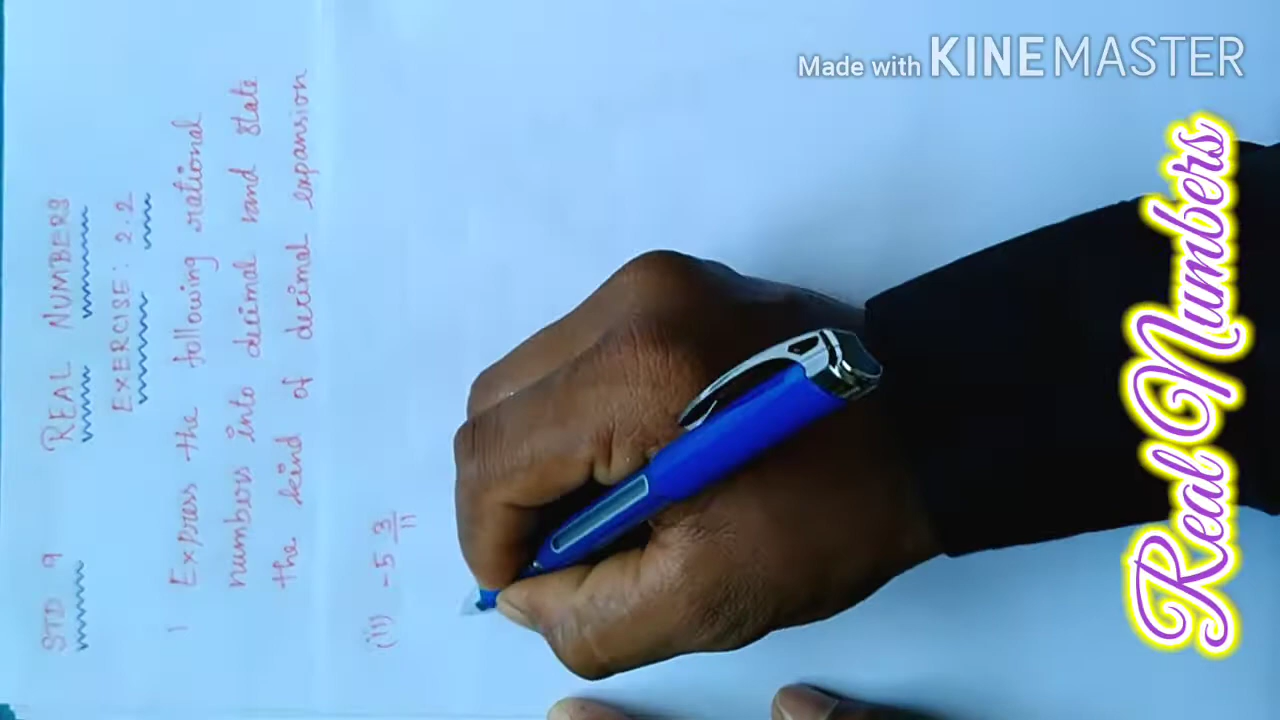 Made with KINEMASTER
STD 9 REAL NUMBERS
EXERCISE: 2.2
1 Express the following rational
numbers into decimal and state
the kind of decimal expansion
(ii) -5 3/11
Real Numbers